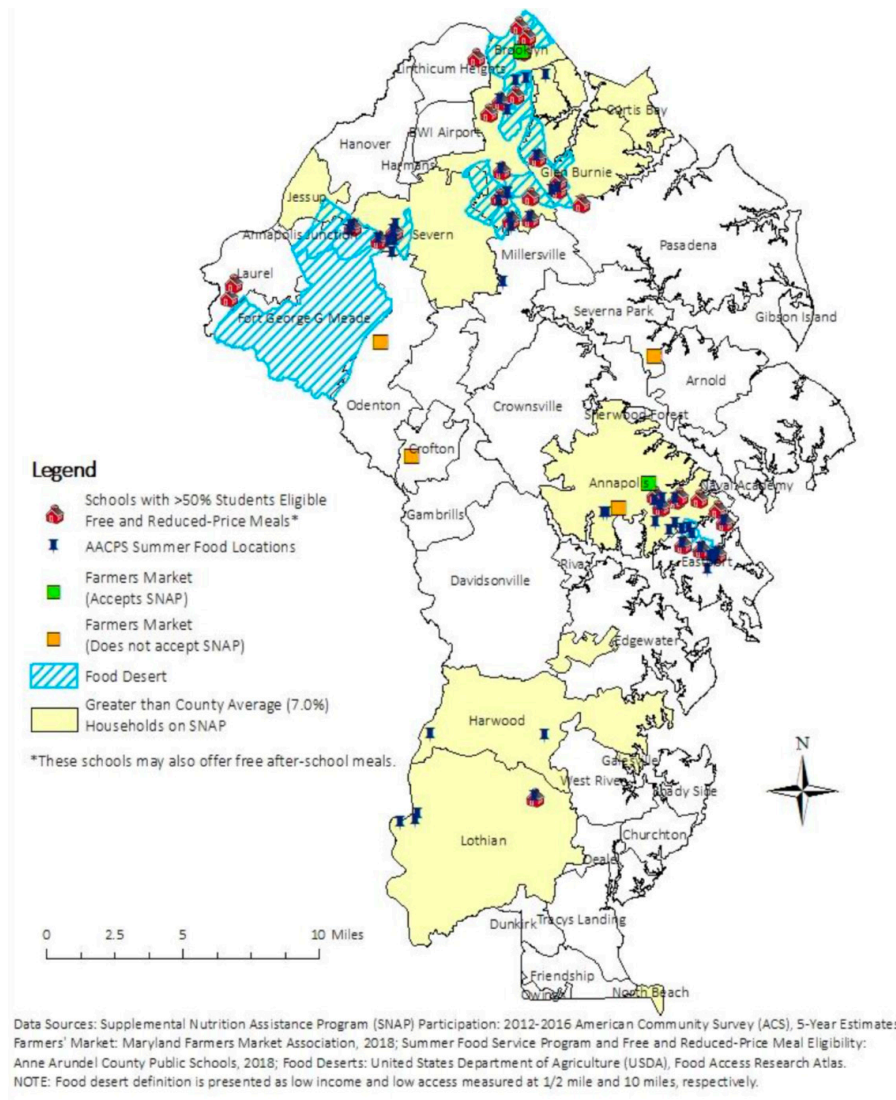 Brooklyn
Linthicum Heights
Curtis Bay
BWI Airport
Hanover
Harmans
Glen Burnie
Jessup
Annapolis Junction
Severn
Pasadena
Millersville
Laurel
Severna Park
Gibson Island
Fort George G Meade
Arnold
Odenton
Crownsville
Sherwood Forest
Crofton
Legend
Annapolis
Naval Academy
Schools with >50% Students Eligible
Free and Reduced-Price Meals*
Gambrills
AACPS Summer Food Locations
Riva
Eastport
Davidsonville
Farmers Market
(Accepts SNAP)
Farmers Market
(Does not accept SNAP)
Edgewater
Food Desert
Greater than County Average (7.0%)
Households on SNAP
Harwood
*These schools may also offer free after-school meals.
Galesville
N
West River
Shady Side
Churchton
Lothian
Deale
Dunkirk
Tracys Landing
0 2.5 5 10 Miles
Friendship
Owings
North Beach
Data Sources: Supplemental Nutrition Assistance Program (SNAP) Participation: 2012-2016 American Community Survey (ACS), 5-Year Estimate
Farmers' Market: Maryland Farmers Market Association, 2018; Summer Food Service Program and Free and Reduced-Price Meal Eligibility:
Anne Arundel County Public Schools, 2018; Food Deserts: United States Department of Agriculture (USDA), Food Access Research Atlas.
NOTE: Food desert definition is presented as low income and low access measured at 1/2 mile and 10 miles, respectively.